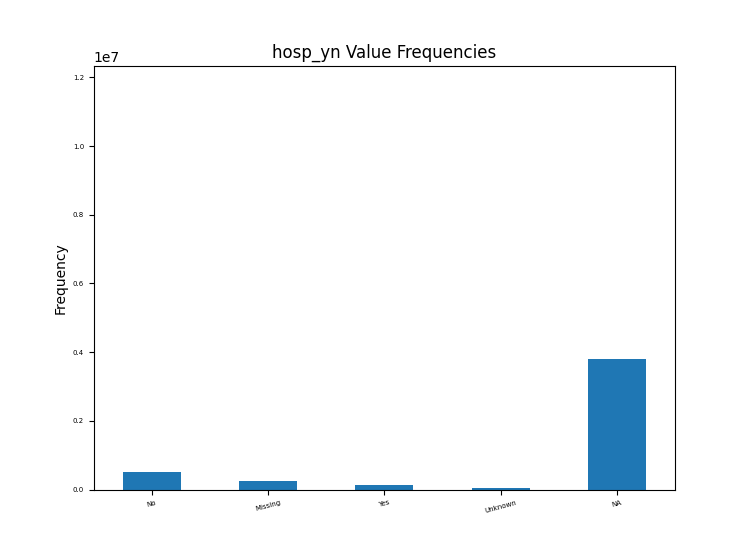 hosp_yn Value Frequencies
1e7
1.2
1.0
0.8
0.6
0.4
0.2
0.0
Frequency
No
Missing
Yes
Unknown
NA